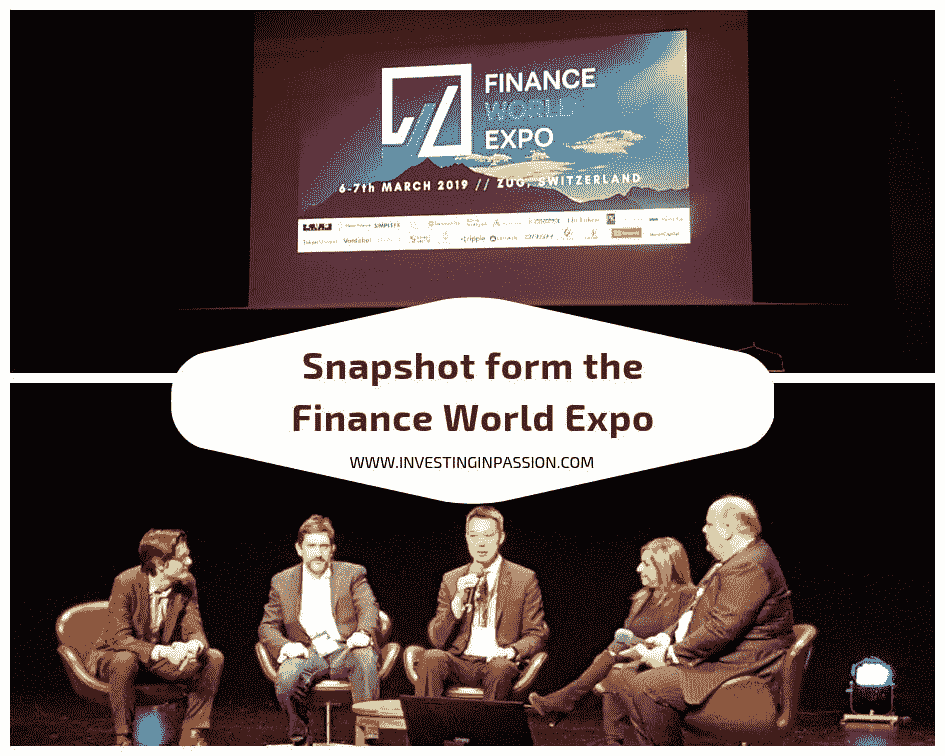 FINANCE
WORLD
EXPO
6-7th MARCH 2019 // ZUG, SWITZERLAND
SIMPLEFX
Vontobel ripple
Snapshot form the
Finance World Expo
WWW.INVESTINGINPASSION.COM